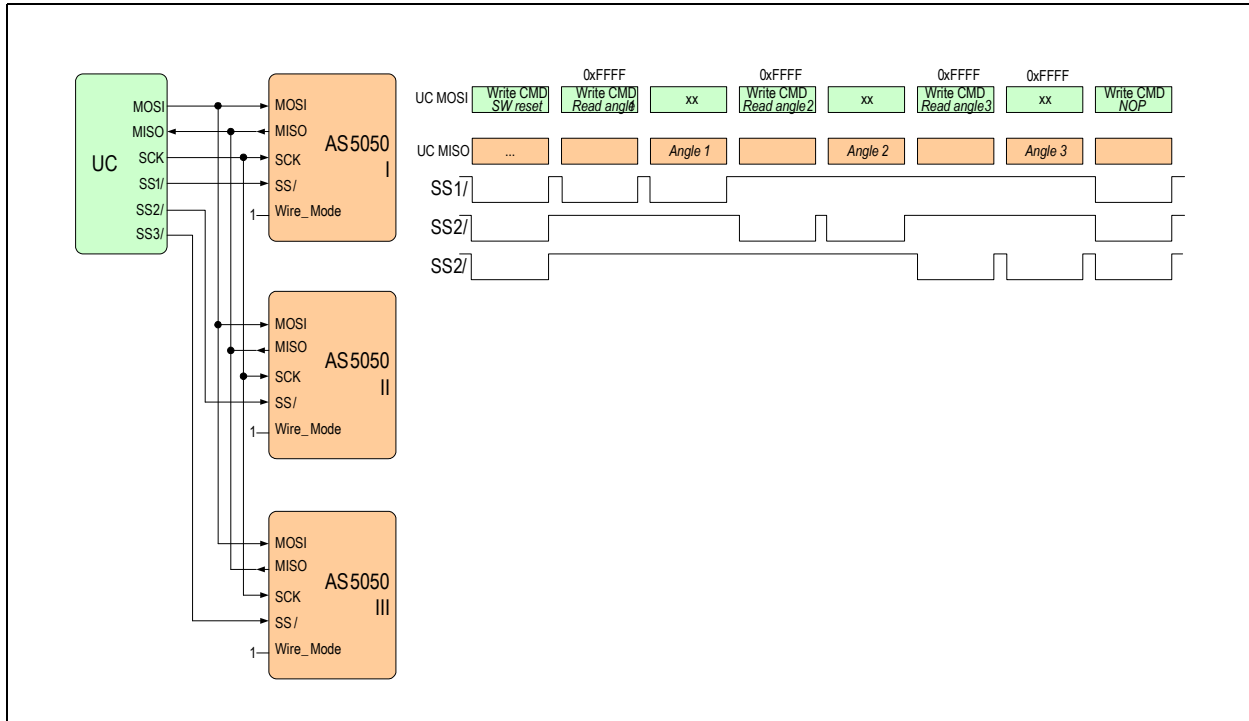 UC
MOSI
MISO
SCK
SS1/
SS2/
SS3/
MOSI
MISO
SCK
SS/
1 Wire_Mode
AS5050
I
MOSI
MISO
SCK
SS/
1 Wire_Mode
AS5050
II
MOSI
MISO
SCK
SS/
1 Wire_Mode
AS5050
III
0xFFFF 0xFFFF 0xFFFF 0xFFFF
UC MOSI
Write CMD
SW reset
Write CMD
Read angle1
xx
Write CMD
Read angle2
xx
Write CMD
Read angle3
xx
Write CMD
NOP
UC MISO ... Angle 1 Angle 2 Angle 3
SS1/
SS2/
SS2/